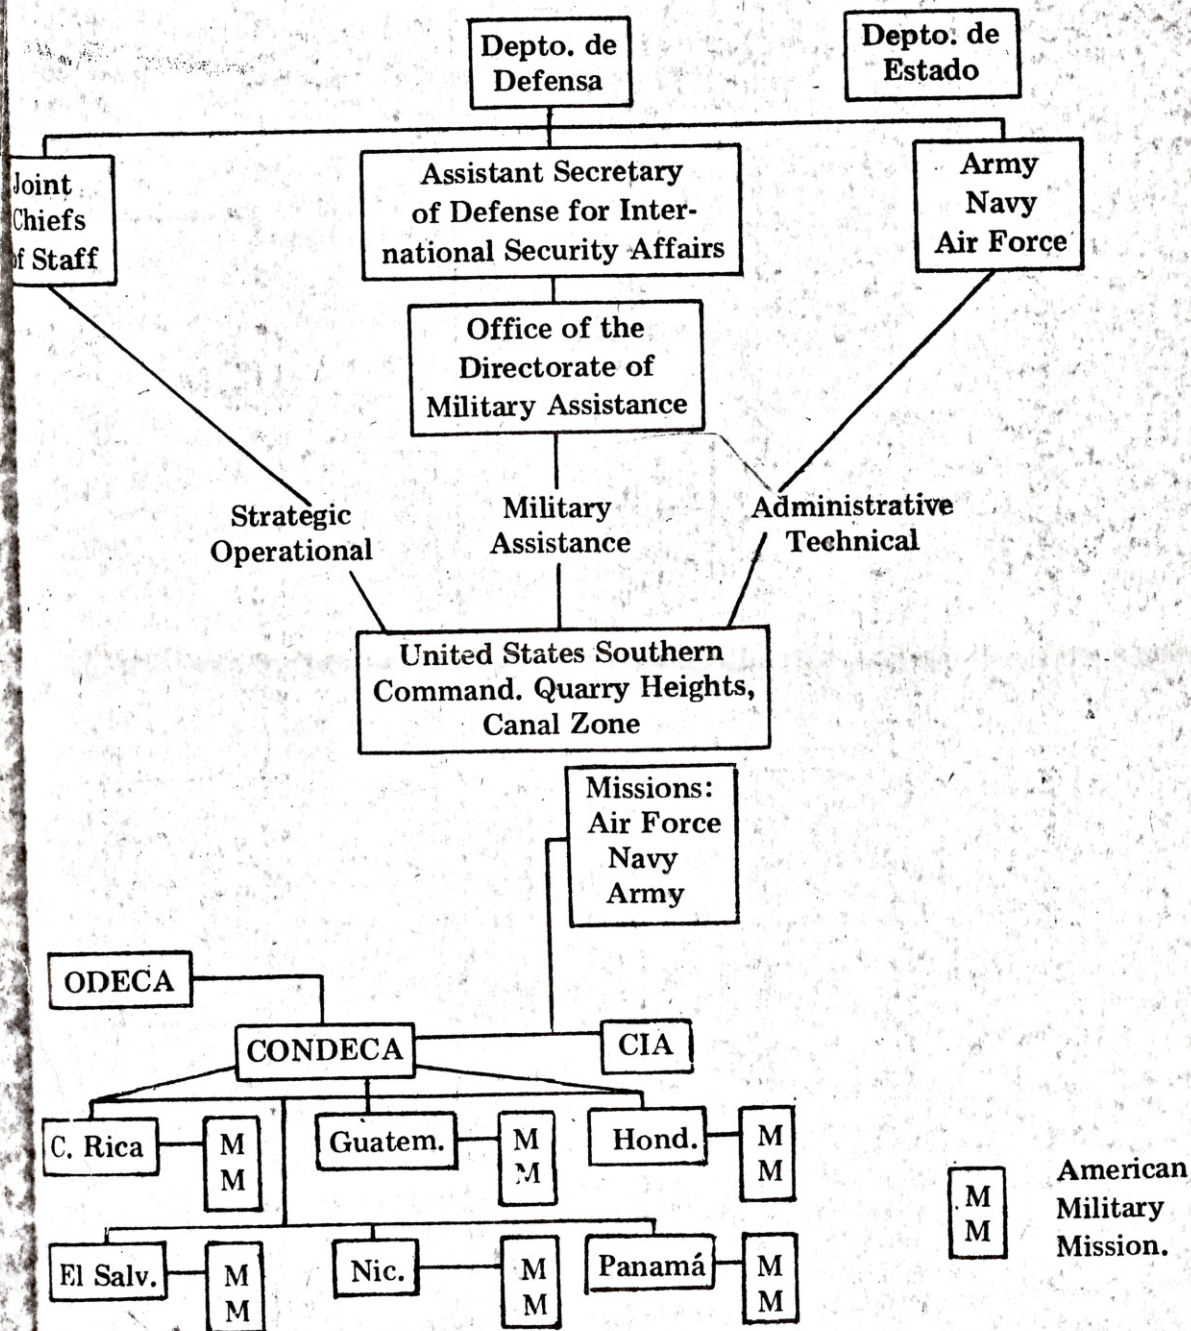 Depto. de
Defensa
Depto. de
Estado
Joint
Chiefs
of Staff
Assistant Secretary
of Defense for Inter-
national Security Affairs
Army
Navy
Air Force
Office of the
Directorate of
Military Assistance
Strategic
Operational
Military
Assistance
Administrative
Technical
United States Southern
Command. Quarry Heights,
Canal Zone
Missions:
Air Force
Navy
Army
ODECA
CONDECA
CIA
C. Rica
M
M
Guatem.
M
M
Hond.
M
M
El Salv.
M
M
Nic.
M
M
Panamá
M
M
M
M
American
Military
Mission.